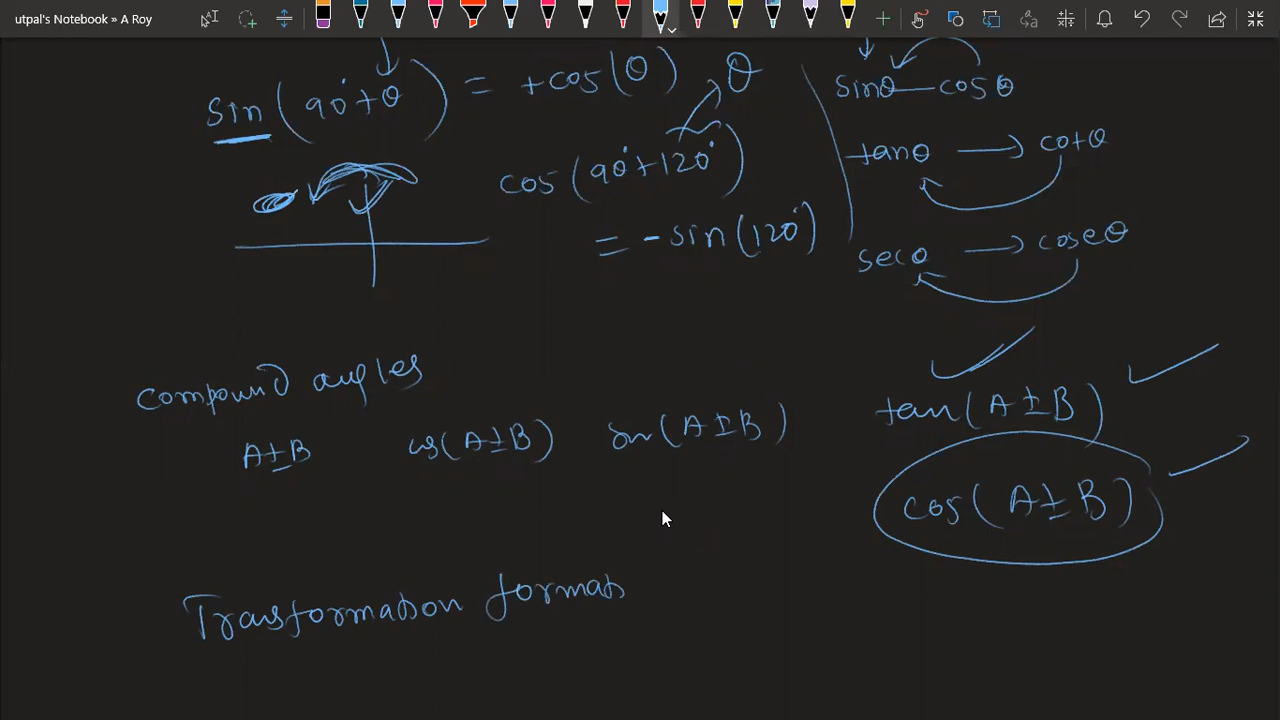 utpal's Notebook » A Roy
sin(90°+θ) = +cos(θ)
θ
cos(90°+120°)
= -sin(120°)
sinθ — cosθ
tanθ → cotθ
secθ → cosecθ
compound angles
A±B cos(A±B) sin(A±B) tan(A±B)
cos(A±B)
Transformation formats